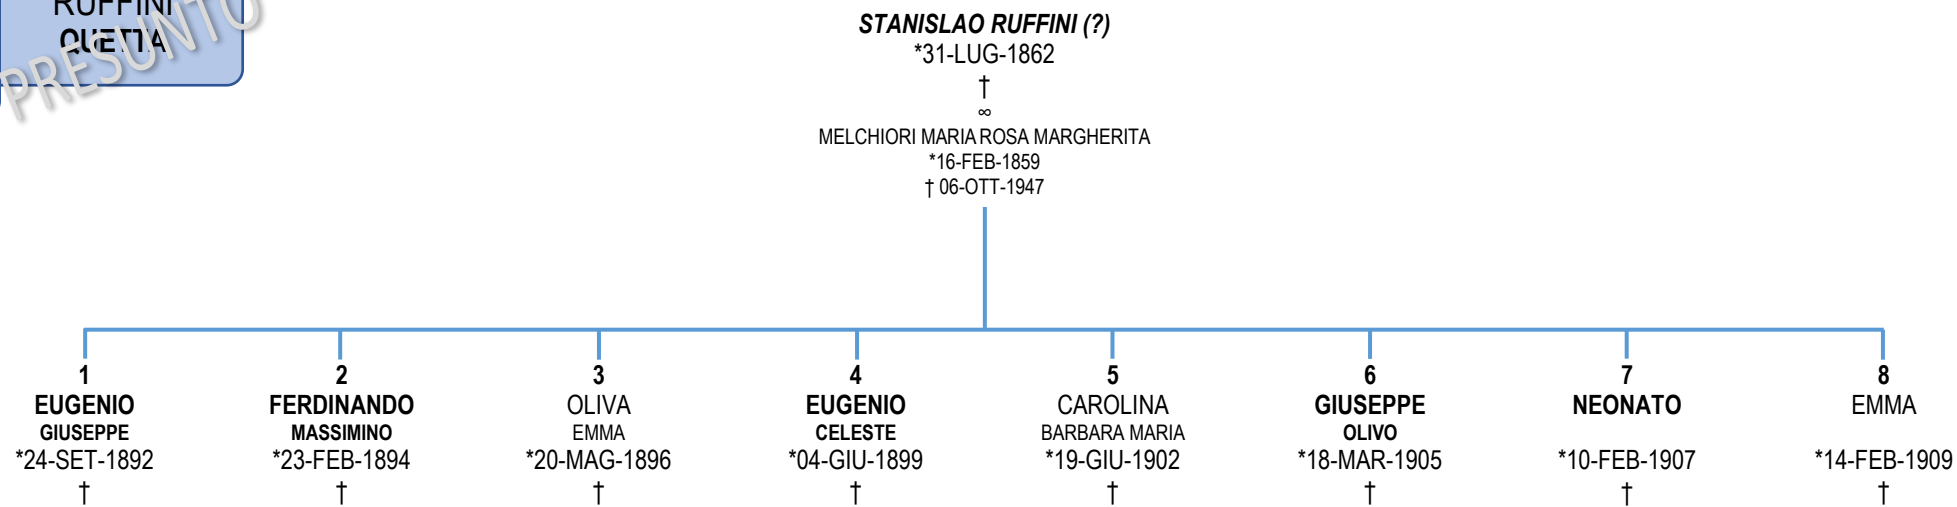 RUFFINI
QUETTA
PRESUNTO
STANISLAO RUFFINI (?)
*31-LUG-1862
†
∞
MELCHIORI MARIA ROSA MARGHERITA
*16-FEB-1859
† 06-OTT-1947
1
EUGENIO
GIUSEPPE
*24-SET-1892
†
2
FERDINANDO
MASSIMINO
*23-FEB-1894
†
3
OLIVA
EMMA
*20-MAG-1896
†
4
EUGENIO
CELESTE
*04-GIU-1899
†
5
CAROLINA
BARBARA MARIA
*19-GIU-1902
†
6
GIUSEPPE
OLIVO
*18-MAR-1905
†
7
NEONATO
*10-FEB-1907
†
8
EMMA
*14-FEB-1909
†